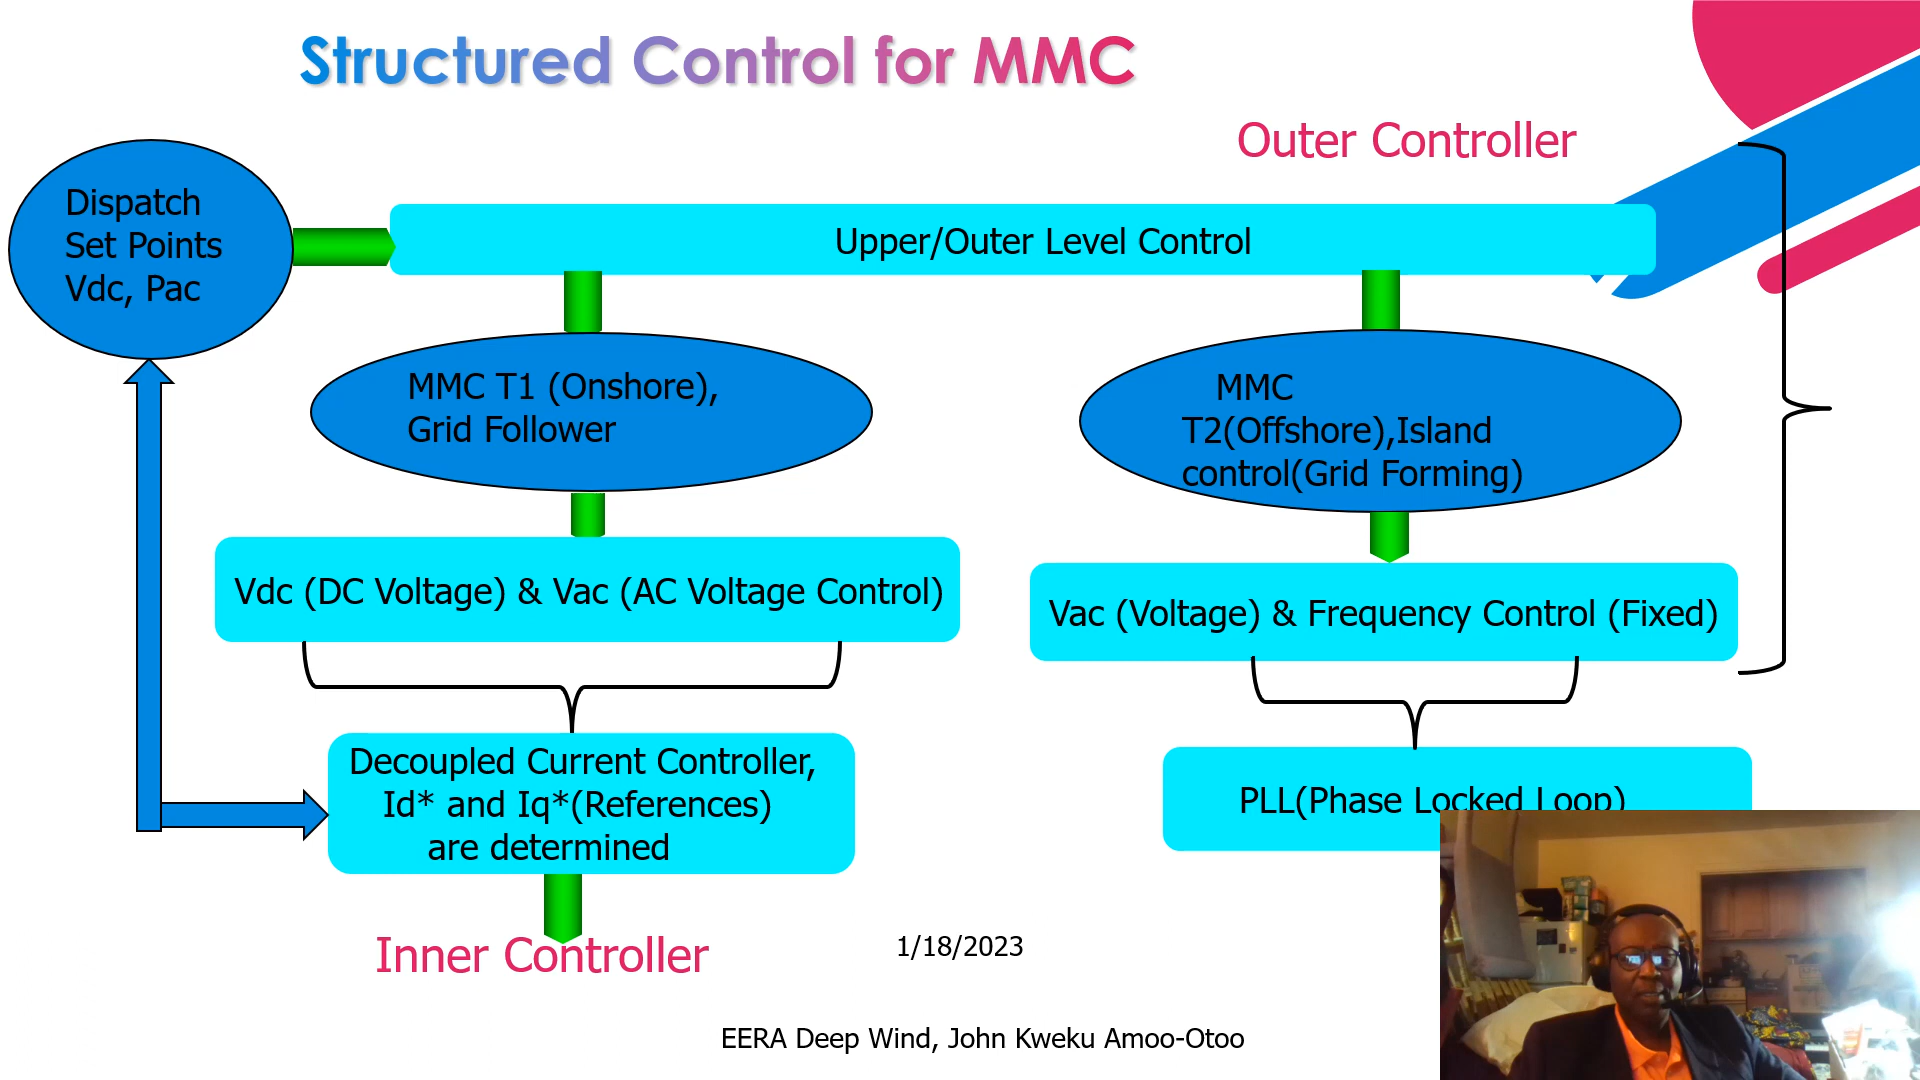 Structured Control for MMC
Outer Controller
Dispatch
Set Points
Vdc, Pac
Upper/Outer Level Control
MMC T1 (Onshore),
Grid Follower
MMC
T2(Offshore),Island
control(Grid Forming)
Vdc (DC Voltage) & Vac (AC Voltage Control)
Vac (Voltage) & Frequency Control (Fixed)
Decoupled Current Controller,
Id* and Iq*(References)
are determined
PLL(Phase Locked Loop)
Inner Controller
1/18/2023
EERA Deep Wind, John Kweku Amoo-Otoo